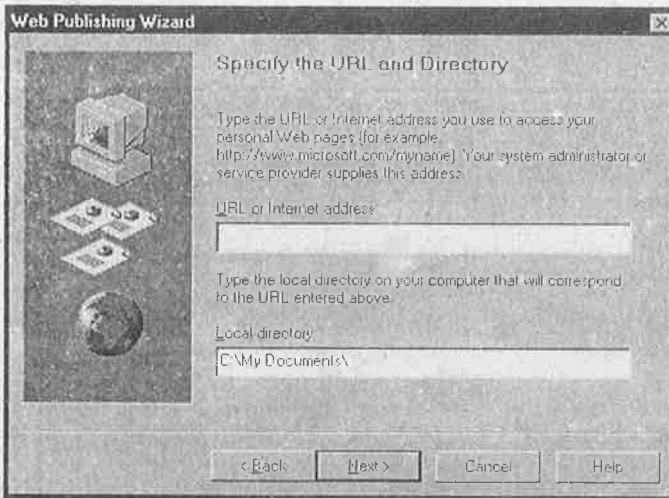 Web Publishing Wizard
Specify the URL and Directory
Type the URL or Internet address you use to access your
personal Web pages (for example
http://www.microsoft.com/myname). Your system administrator or
service provider supplies this address.
URL or Internet address:
Type the local directory on your computer that will correspond
to the URL entered above.
Local directory:
C:\My Documents\
< Back
Next >
Cancel
Help